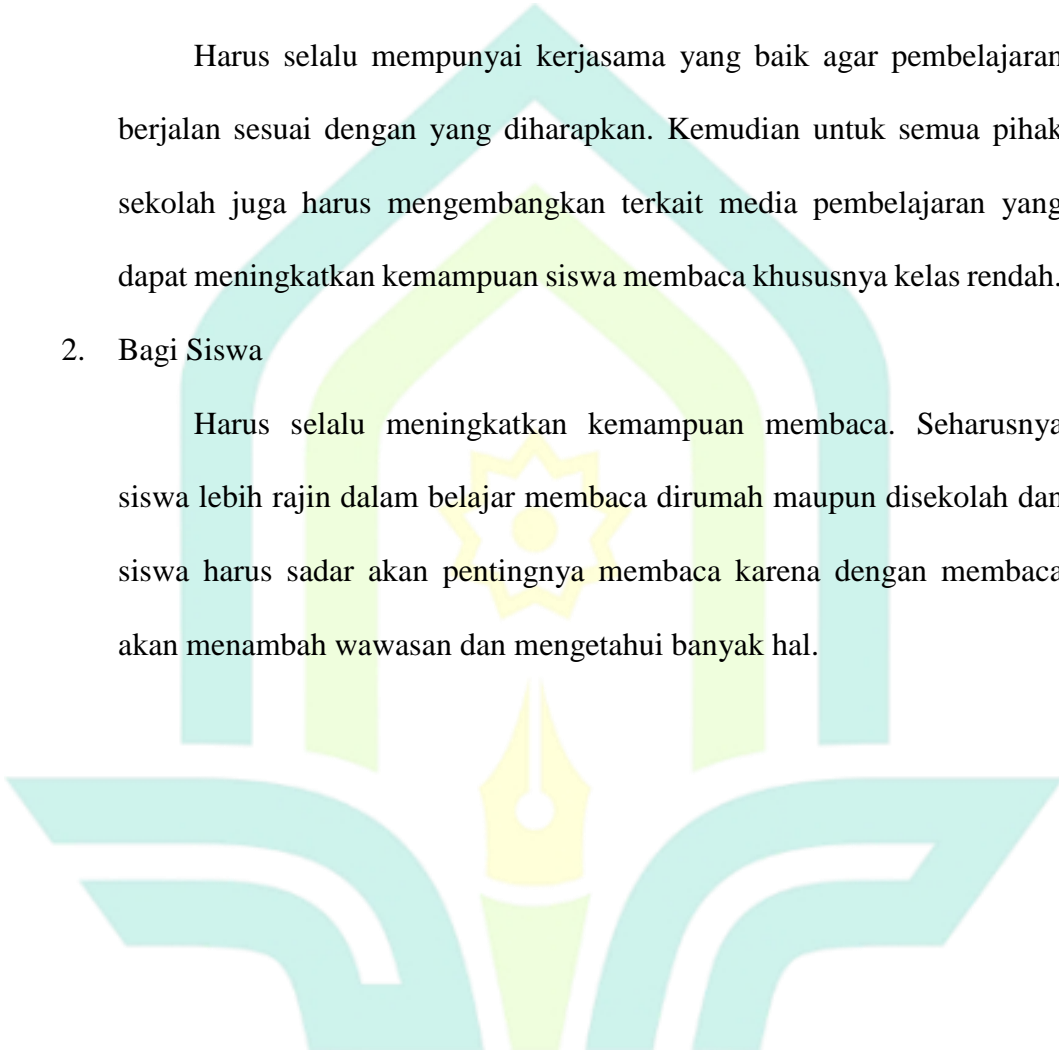 Harus selalu mempunyai kerjasama yang baik agar pembelajaran
berjalan sesuai dengan yang diharapkan. Kemudian untuk semua pihak
sekolah juga harus mengembangkan terkait media pembelajaran yang
dapat meningkatkan kemampuan siswa membaca khususnya kelas rendah.
2. Bagi Siswa
Harus selalu meningkatkan kemampuan membaca. Seharusnya
siswa lebih rajin dalam belajar membaca dirumah maupun disekolah dan
siswa harus sadar akan pentingnya membaca karena dengan membaca
akan menambah wawasan dan mengetahui banyak hal.